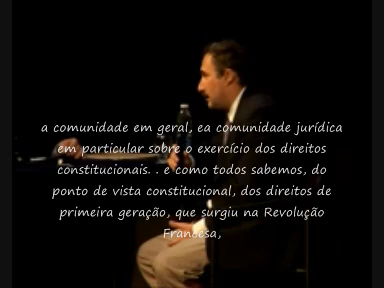 a comunidade em geral, ea comunidade jurídica
em particular sobre o exercício dos direitos
constitucionais. . e como todos sabemos, do
ponto de vista constitucional, dos direitos de
primeira geração, que surgiu na Revolução
Francesa,